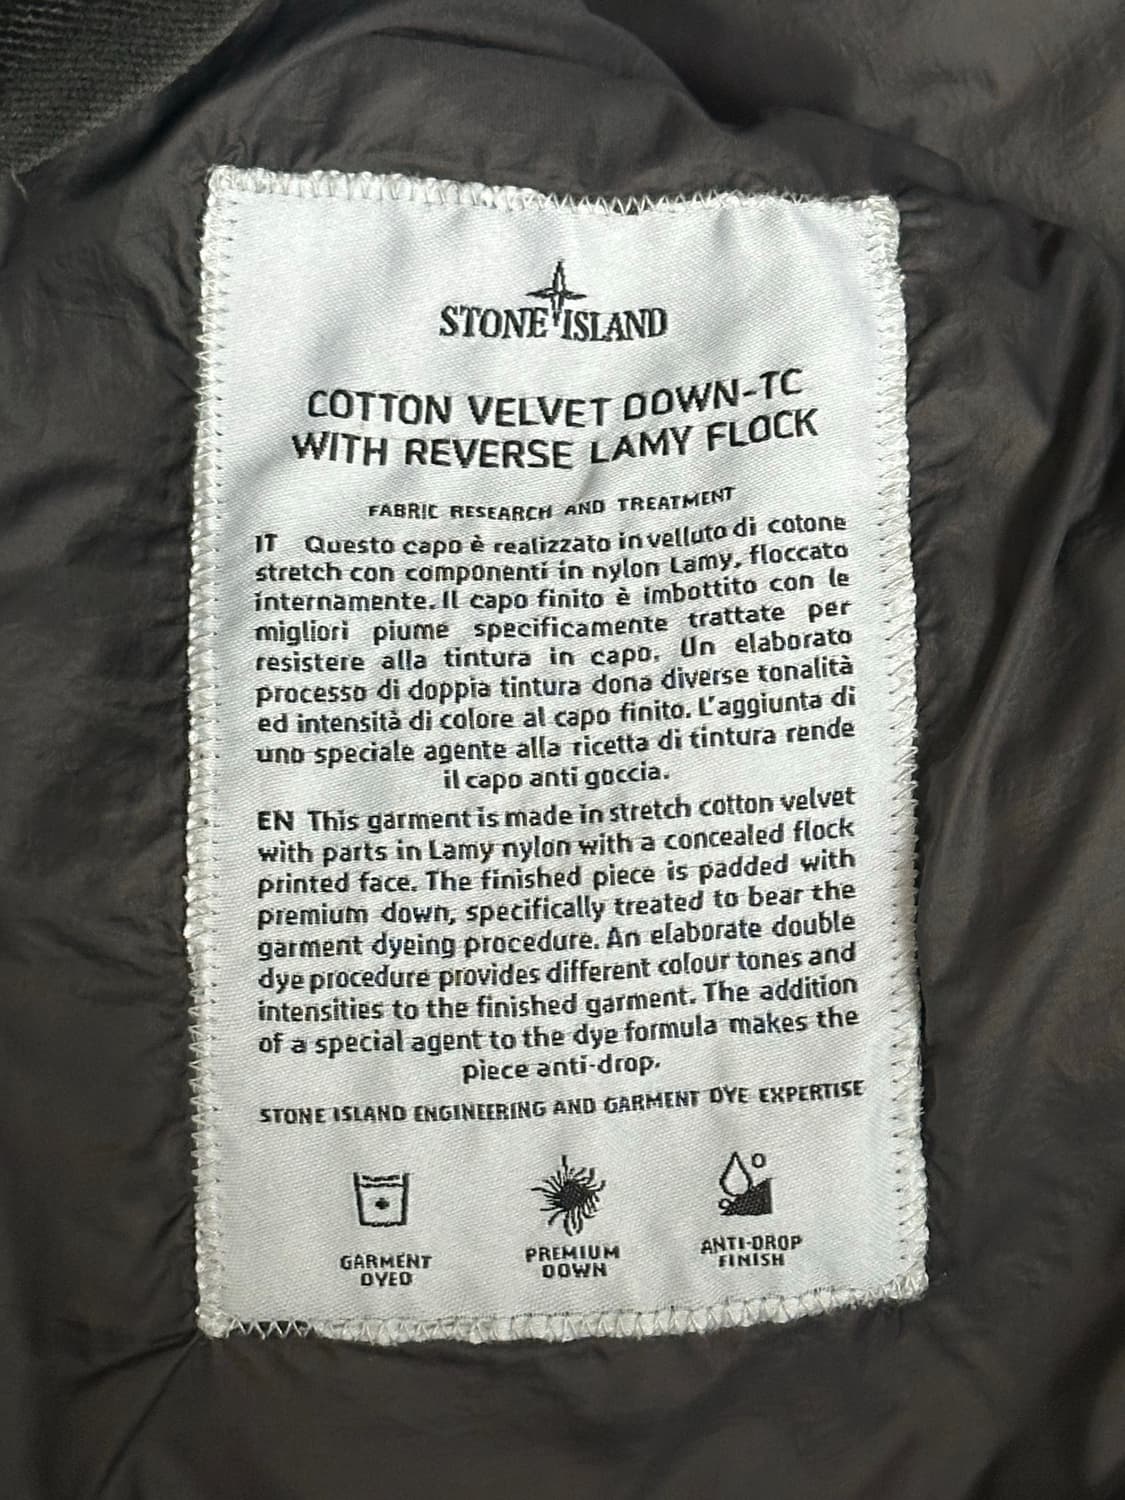 STONE ISLAND
COTTON VELVET DOWN-TC
WITH REVERSE LAMY FLOCK
FABRIC RESEARCH AND TREATMENT
IT Questo capo è realizzato in velluto di cotone
stretch con componenti in nylon Lamy, floccato
internamente. Il capo finito è imbottito con le
migliori piume specificamente trattate per
resistere alla tintura in capo. Un elaborato
processo di doppia tintura dona diverse tonalità
ed intensità di colore al capo finito. L'aggiunta di
uno speciale agente alla ricetta di tintura rende
il capo anti goccia.
EN This garment is made in stretch cotton velvet
with parts in Lamy nylon with a concealed flock
printed face. The finished piece is padded with
premium down, specifically treated to bear the
garment dyeing procedure. An elaborate double
dye procedure provides different colour tones and
intensities to the finished garment. The addition
of a special agent to the dye formula makes the
piece anti-drop.
STONE ISLAND ENGINEERING AND GARMENT DYE EXPERTISE
GARMENT
DYED
PREMIUM
DOWN
ANTI-DROP
FINISH